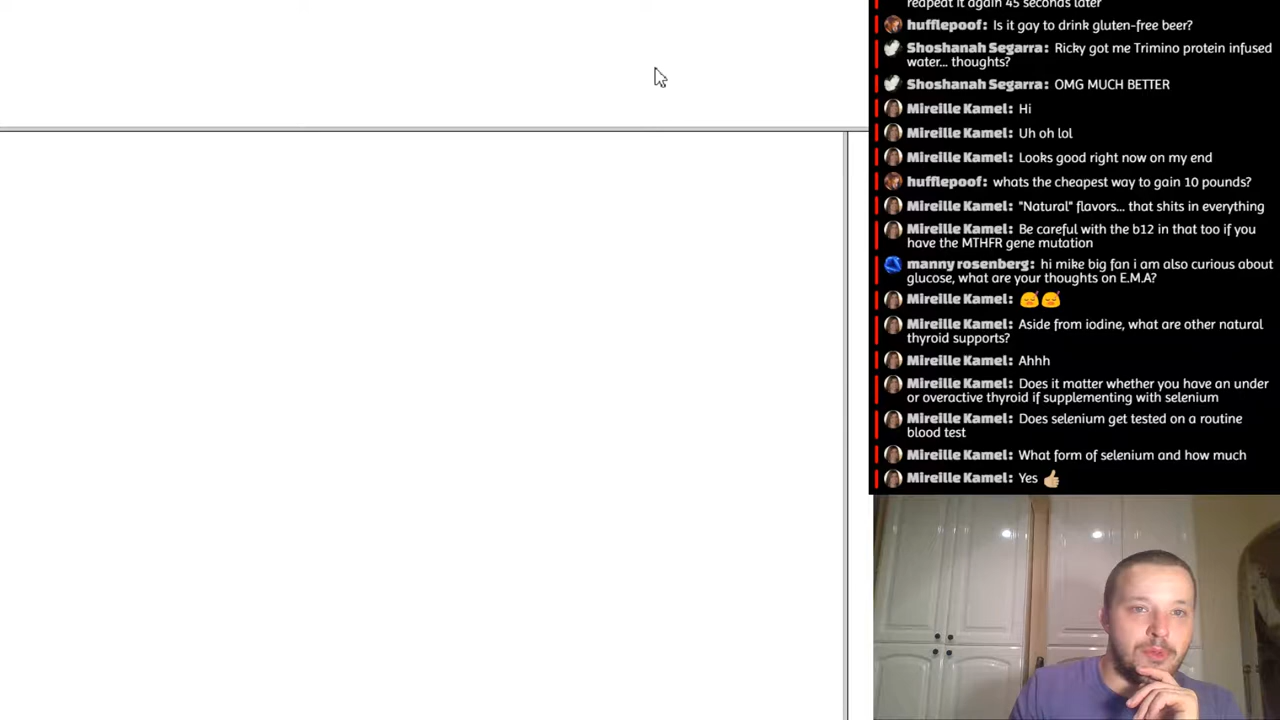 reapeat it again 45 seconds later
hufflepoof: Is it gay to drink gluten-free beer?
Shoshanah Segarra: Ricky got me Trimino protein infused
water... thoughts?
Shoshanah Segarra: OMG MUCH BETTER
Mireille Kamel: Hi
Mireille Kamel: Uh oh lol
Mireille Kamel: Looks good right now on my end
hufflepoof: whats the cheapest way to gain 10 pounds?
Mireille Kamel: "Natural" flavors... that shits in everything
Mireille Kamel: Be careful with the b12 in that too if you
have the MTHFR gene mutation
manny rosenberg: hi mike big fan i am also curious about
glucose, what are your thoughts on E.M.A?
Mireille Kamel:
Mireille Kamel: Aside from iodine, what are other natural
thyroid supports?
Mireille Kamel: Ahhh
Mireille Kamel: Does it matter whether you have an under
or overactive thyroid if supplementing with selenium
Mireille Kamel: Does selenium get tested on a routine
blood test
Mireille Kamel: What form of selenium and how much
Mireille Kamel: Yes